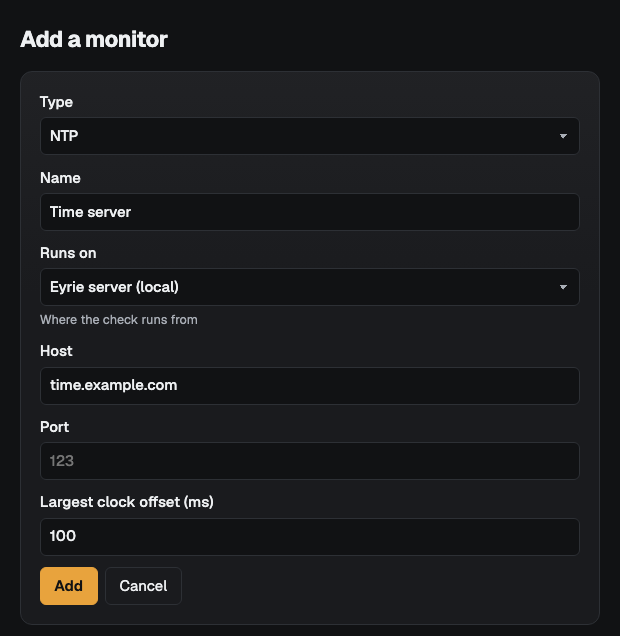 Add a monitor
Type
NTP
Name
Time server
Runs on
Eyrie server (local)
Where the check runs from
Host
time.example.com
Port
123
Largest clock offset (ms)
100
Add
Cancel